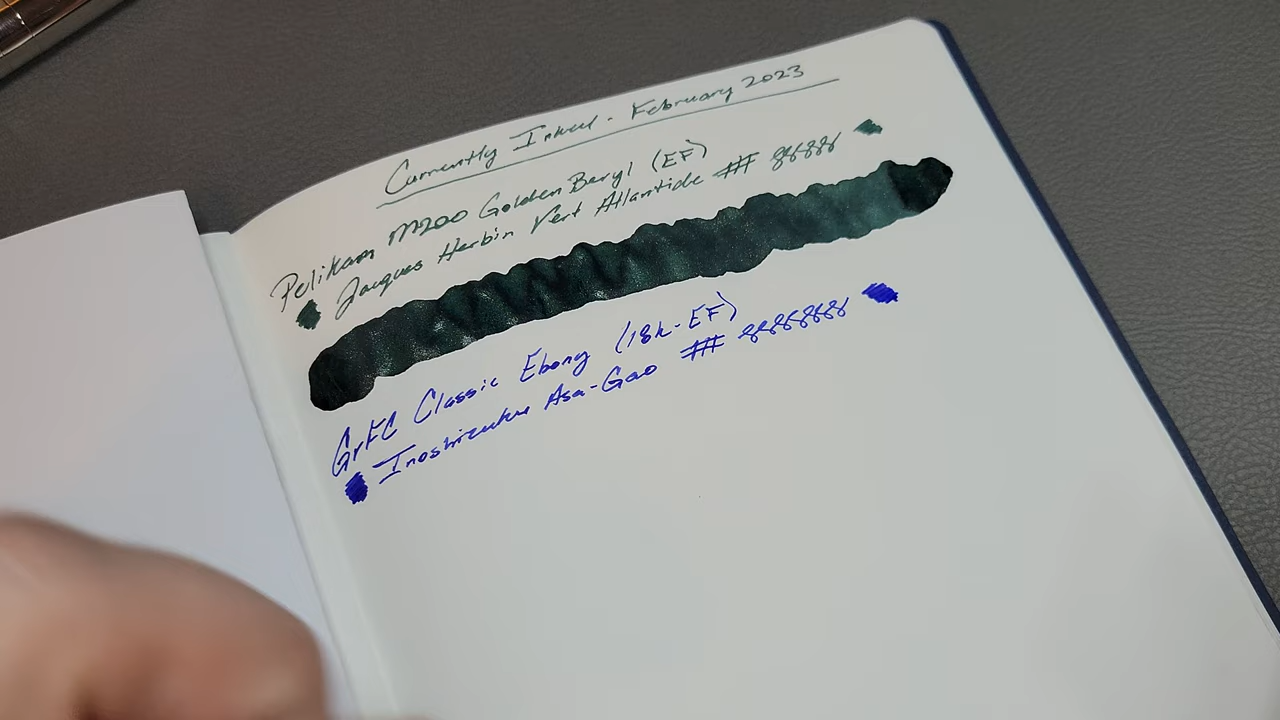 Currently Inked - February 2023
Pelikan M200 Golden Beryl (EF)
Jacques Herbin Vert Atlantide
GvFC Classic Ebony (18k-EF)
Iroshizuku Asa-Gao